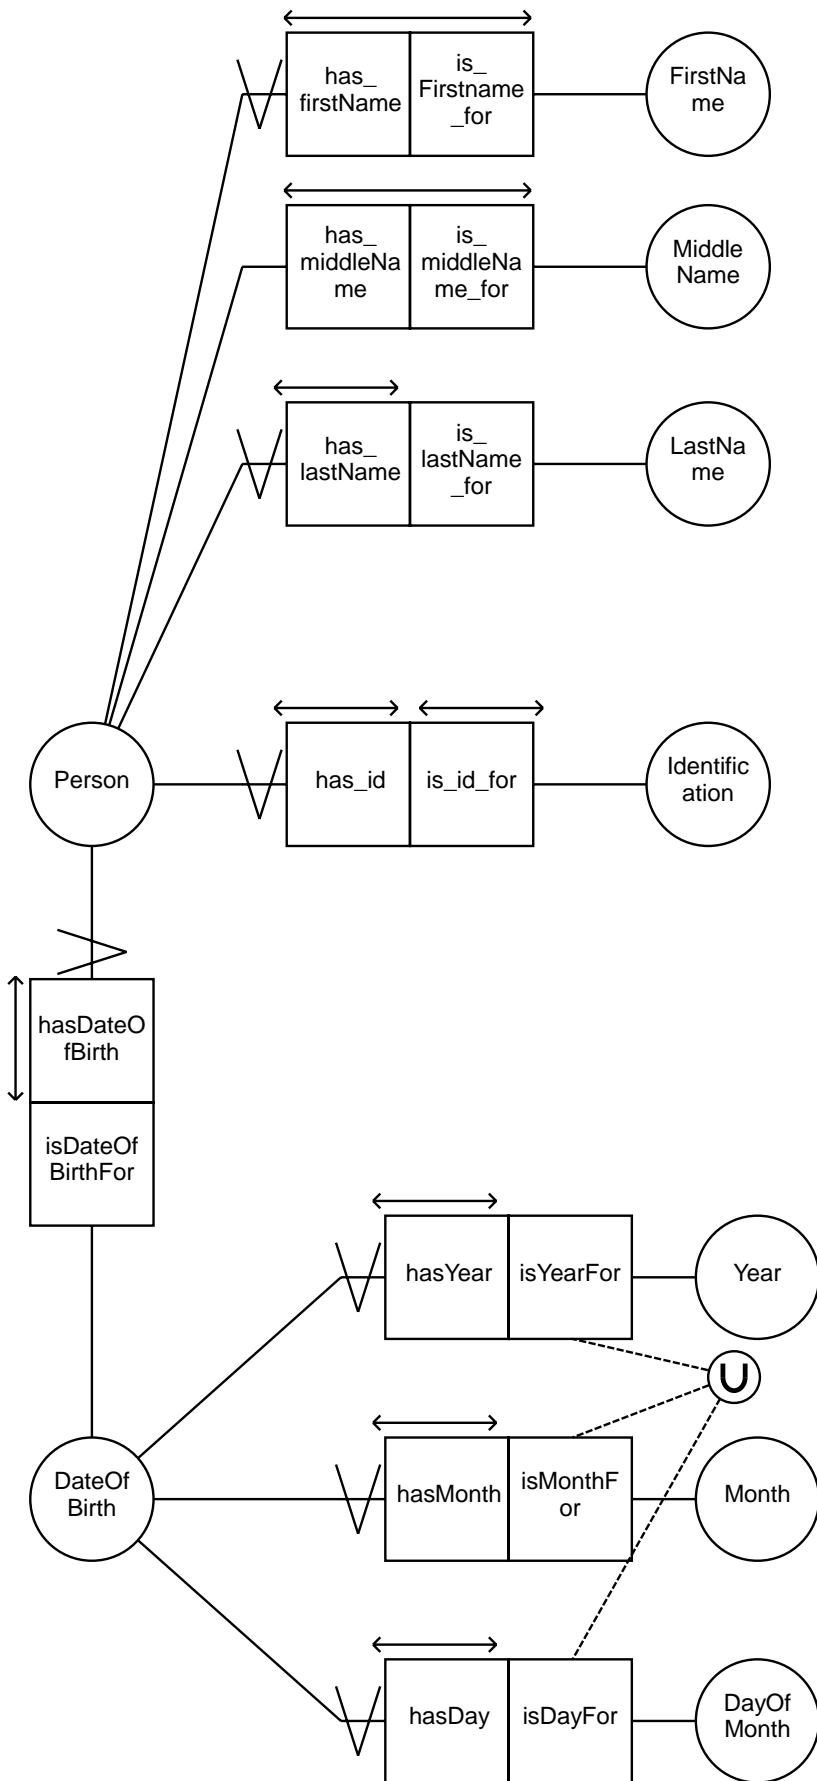 has_
firstName
is_
Firstname
_for
FirstNa
me
has_
middleNa
me
is_
middleNa
me_for
Middle
Name
has_
lastName
is_
lastName
_for
LastNa
me
Person
has_id
is_id_for
Identific
ation
hasDateO
fBirth
isDateOf
BirthFor
hasYear
isYearFor
Year
U
DateOf
Birth
hasMonth
isMonthF
or
Month
hasDay
isDayFor
DayOf
Month